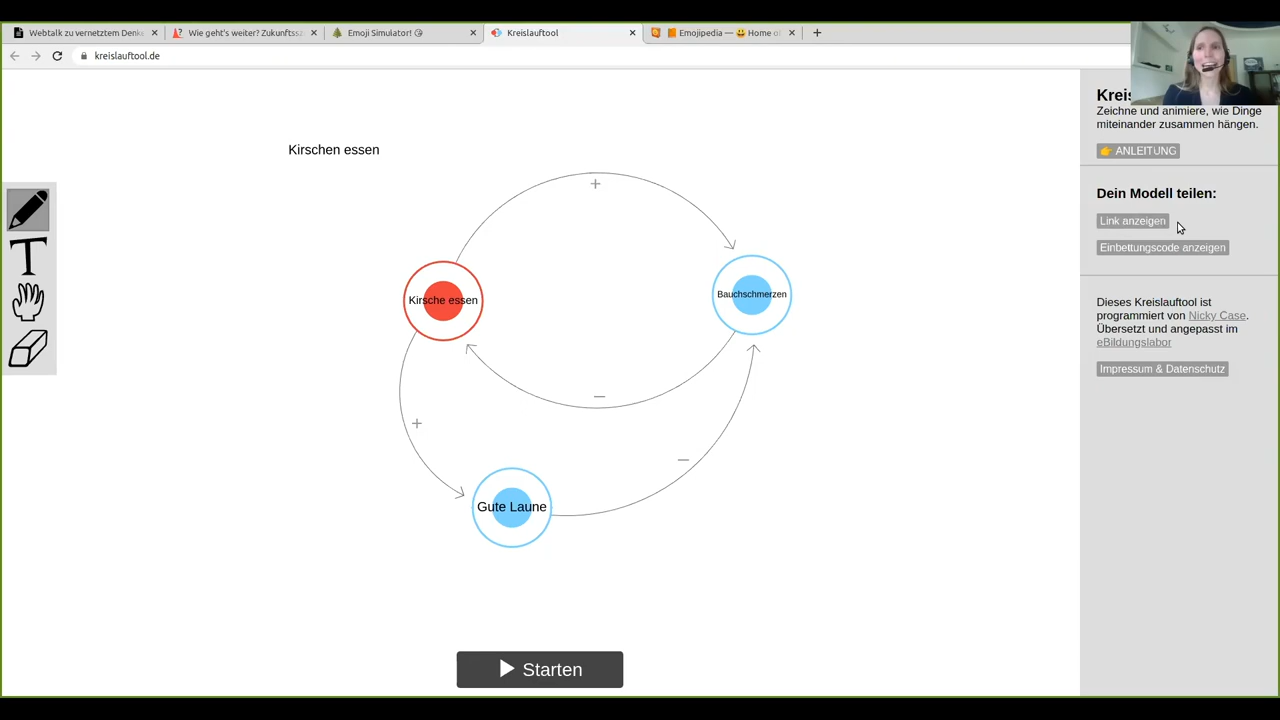 Webtalk zu vernetztem Denk
Wie geht's weiter? Zukunftssz
Emoji Simulator! 😘
Kreislauftool
Emojipedia — 😃 Home of
kreislauftool.de
Kreis
Zeichne und animiere, wie Dinge
miteinander zusammen hängen.
👉 ANLEITUNG
Dein Modell teilen:
Link anzeigen
Einbettungscode anzeigen
Dieses Kreislauftool ist
programmiert von Nicky Case.
Übersetzt und angepasst im
eBildungslabor
Impressum & Datenschutz
Kirschen essen
+
Kirsche essen
Bauchschmerzen
–
+
–
Gute Laune
T
Starten